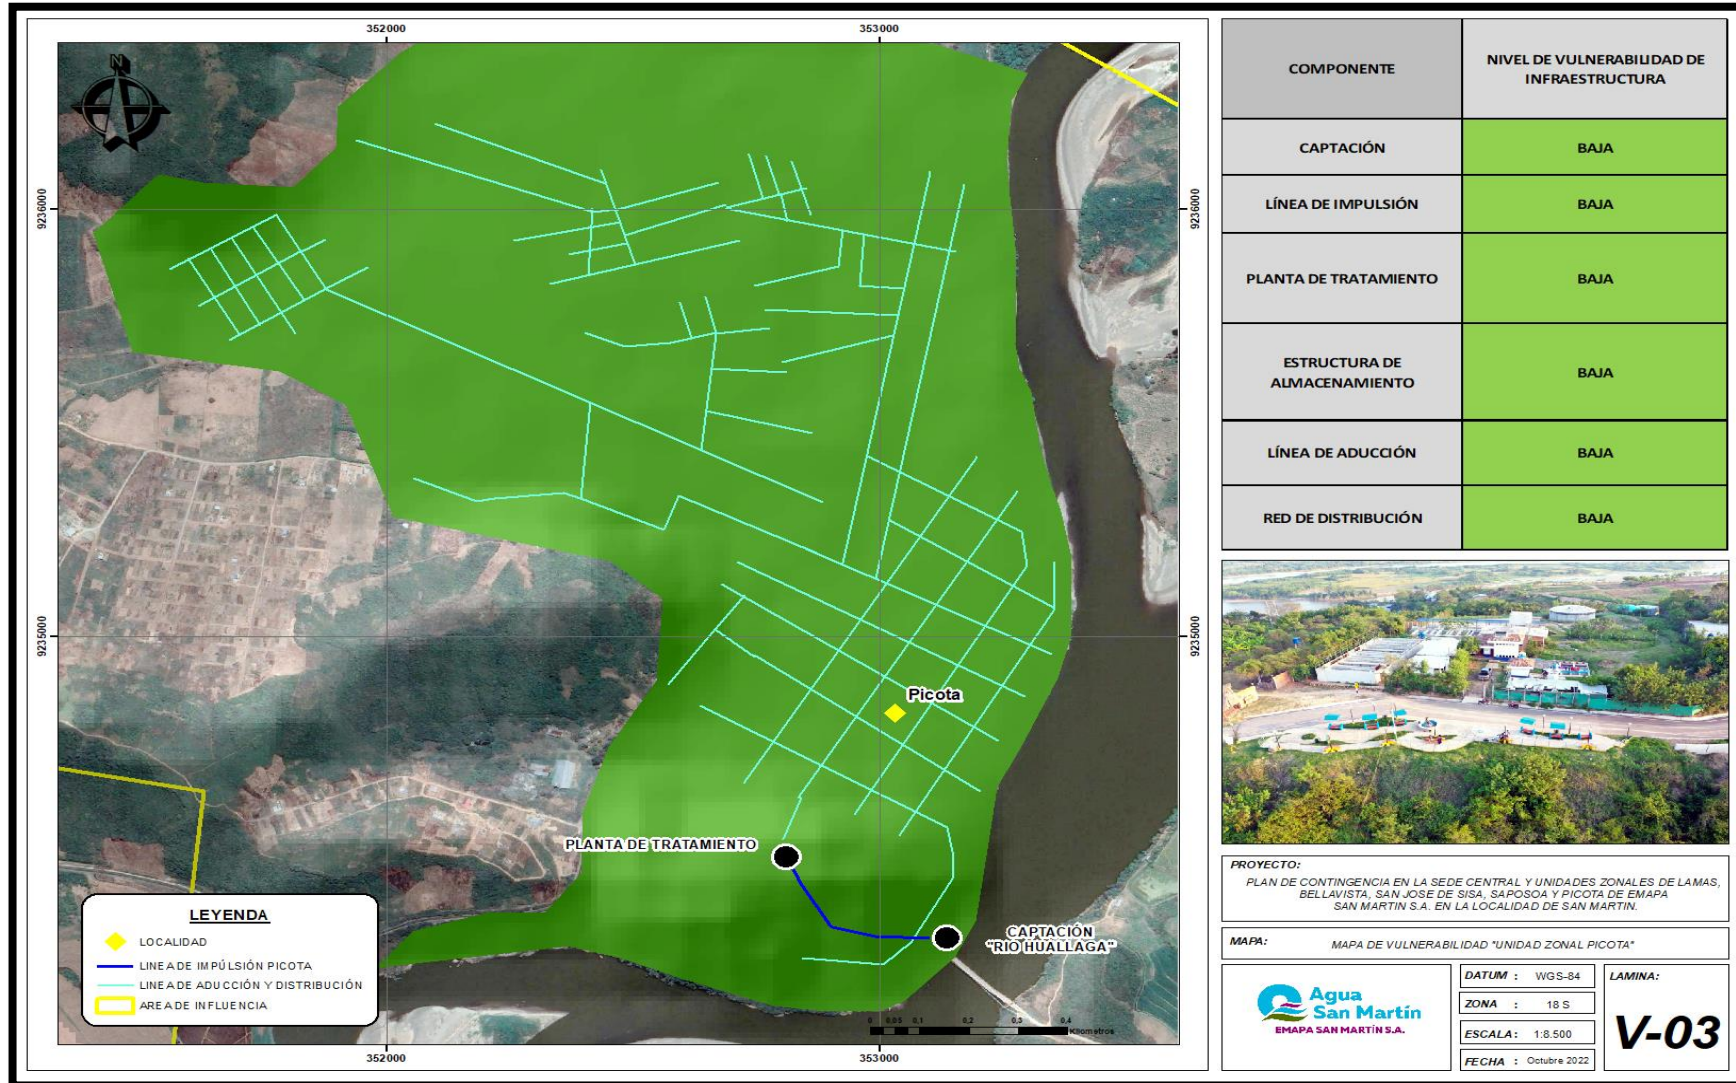 352000
353000
N
9236000
9236000
9235000
9235000
Picota
PLANTA DE TRATAMIENTO
CAPTACIÓN
"RIO HUALLAGA"
LEYENDA
LOCALIDAD
LINEA DE IMPÚLSIÓN PICOTA
LINEA DE ADUCCIÓN Y DISTRIBUCIÓN
AREA DE INFLUENCIA
0 0,05 0,1 0,2 0,3 0,4
Kilometros
352000
353000
COMPONENTE
NIVEL DE VULNERABILIDAD DE
INFRAESTRUCTURA
CAPTACIÓN
BAJA
LÍNEA DE IMPULSIÓN
BAJA
PLANTA DE TRATAMIENTO
BAJA
ESTRUCTURA DE
ALMACENAMIENTO
BAJA
LÍNEA DE ADUCCIÓN
BAJA
RED DE DISTRIBUCIÓN
BAJA
PROYECTO:
PLAN DE CONTINGENCIA EN LA SEDE CENTRAL Y UNIDADES ZONALES DE LAMAS,
BELLAVISTA, SAN JOSE DE SISA, SAPOSOA Y PICOTA DE EMAPA
SAN MARTIN S.A. EN LA LOCALIDAD DE SAN MARTIN.
MAPA: MAPA DE VULNERABILIDAD "UNIDAD ZONAL PICOTA"
Agua
San Martín
EMAPA SAN MARTÍN S.A.
DATUM : WGS-84
ZONA : 18 S
ESCALA : 1:8.500
FECHA : Octubre 2022
LAMINA:
V-03